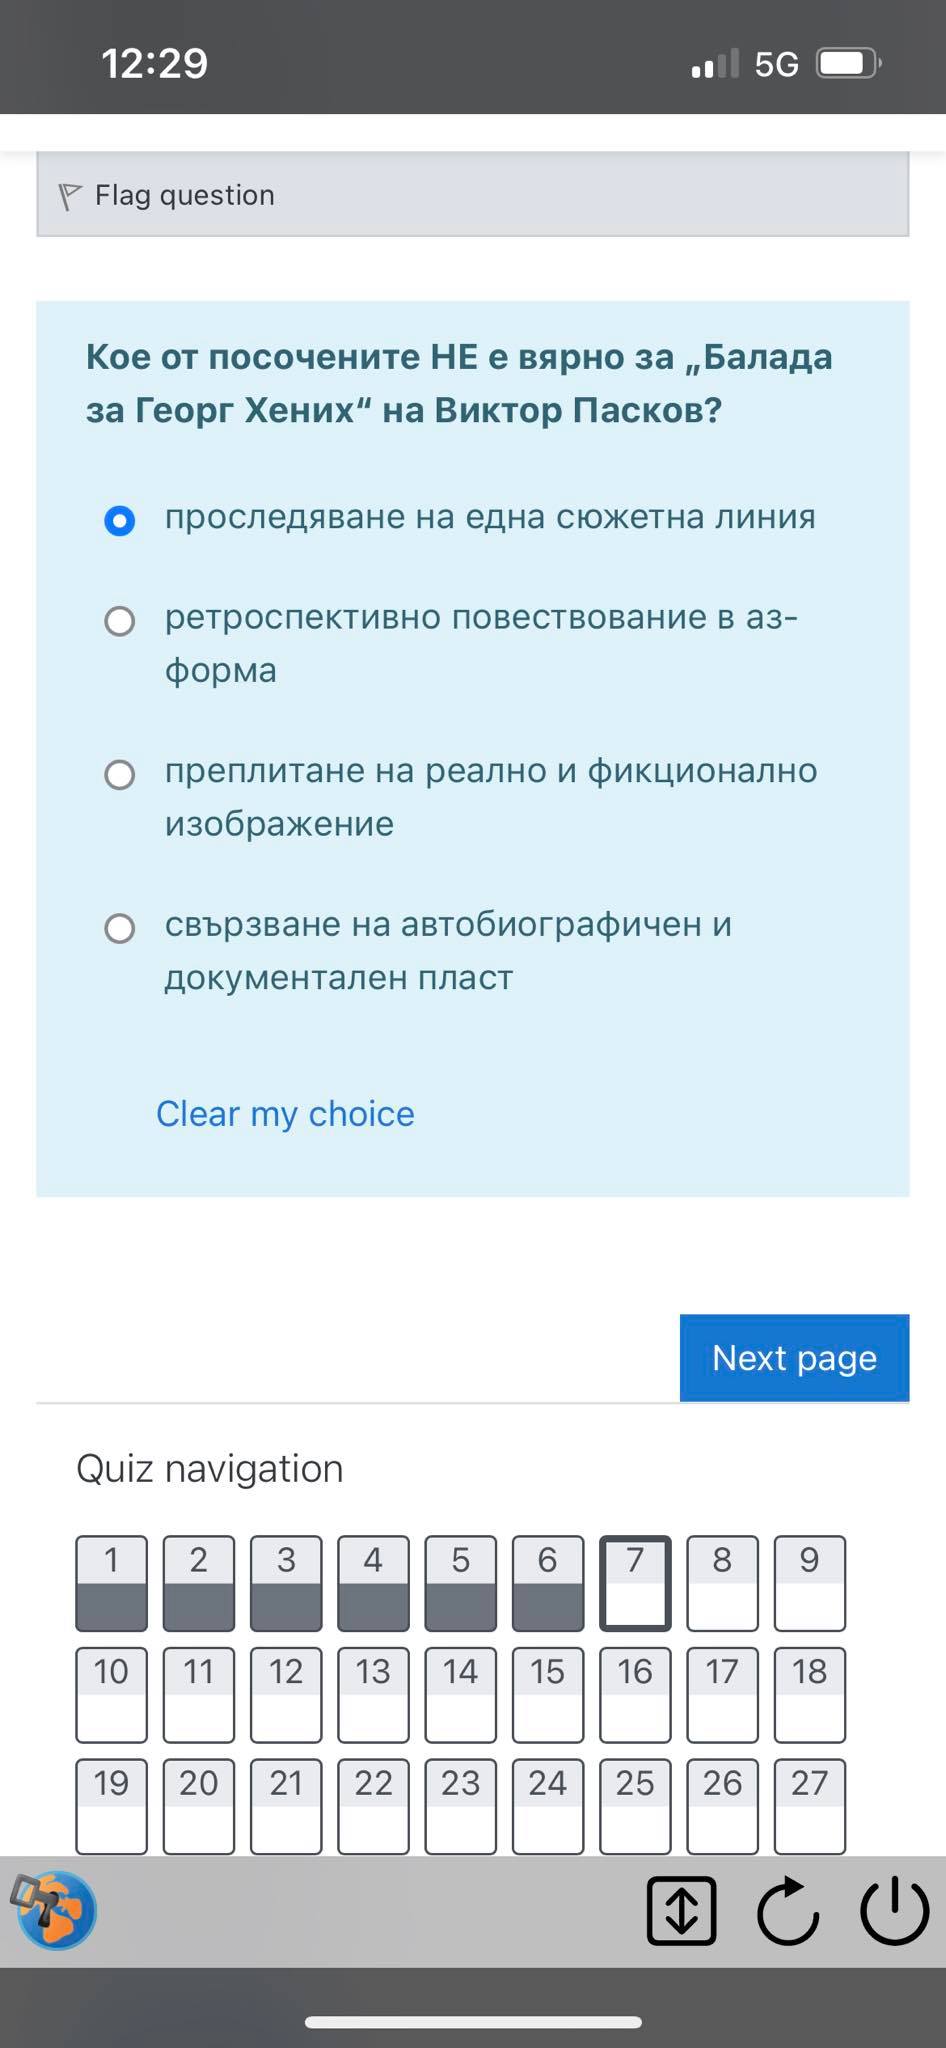 12:29
5G
Flag question
Кое от посочените НЕ е вярно за „Балада
за Георг Хених“ на Виктор Пасков?
проследяване на една сюжетна линия
ретроспективно повествование в аз-
форма
преплитане на реално и фикционално
изображение
свързване на автобиографичен и
документален пласт
Clear my choice
Next page
Quiz navigation
1 2 3 4 5 6 7 8 9
10 11 12 13 14 15 16 17 18
19 20 21 22 23 24 25 26 27